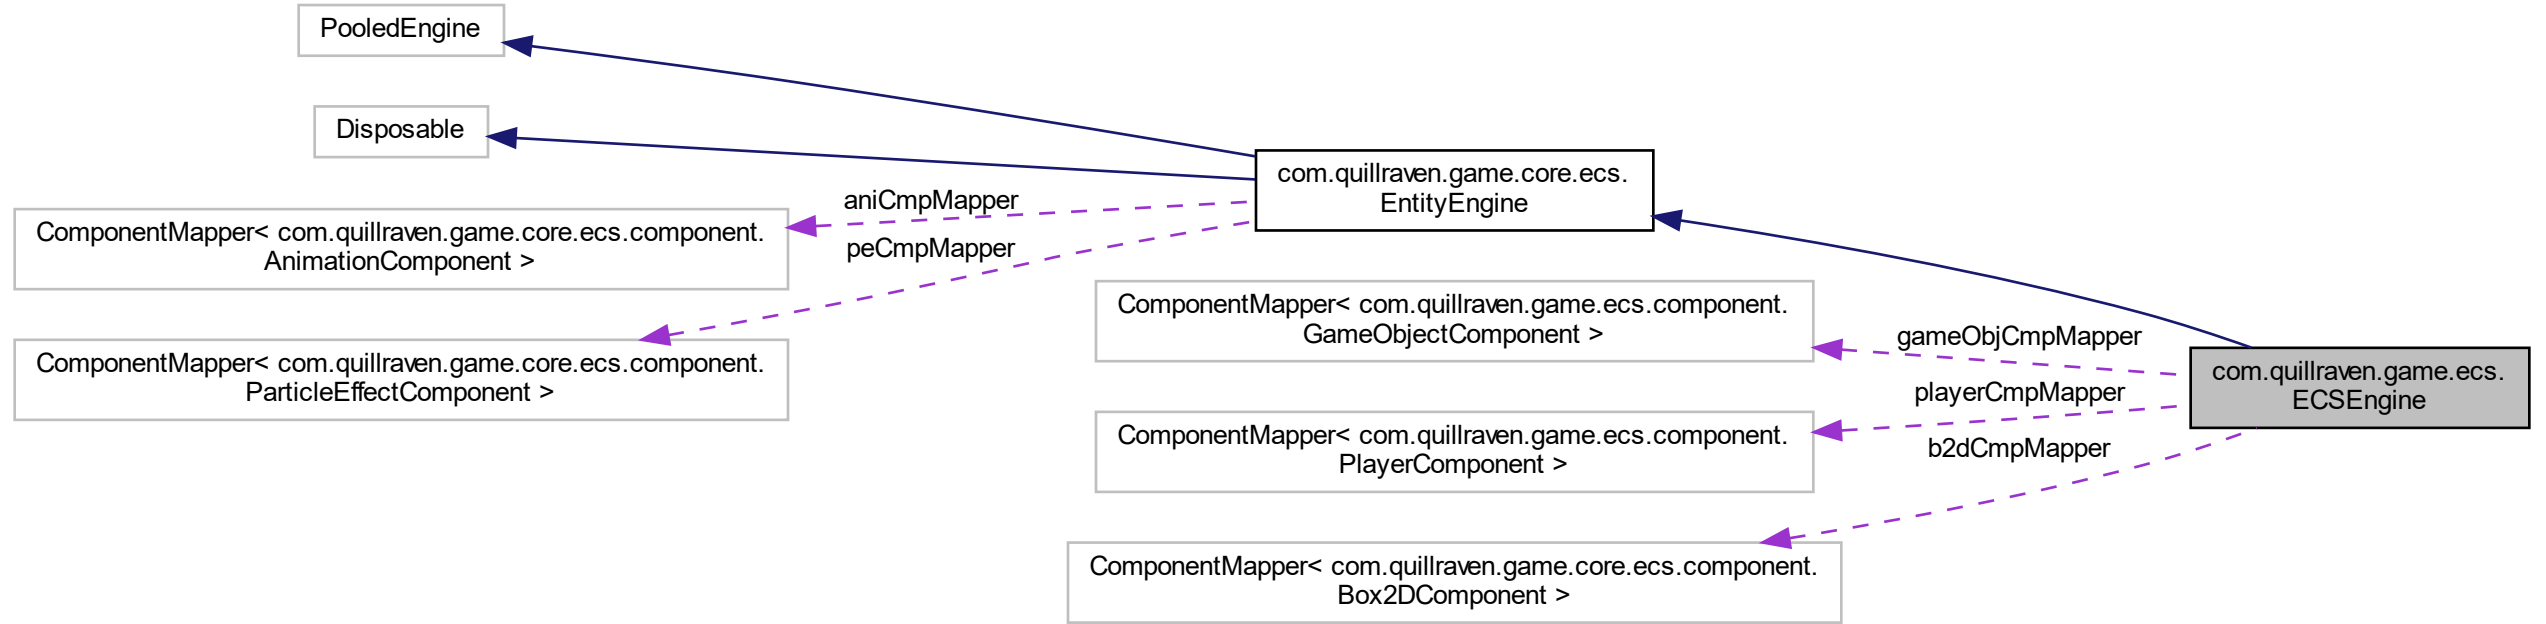 PooledEngine
Disposable
com.quillraven.game.core.ecs.
EntityEngine
aniCmpMapper
ComponentMapper< com.quillraven.game.core.ecs.component.
AnimationComponent >
peCmpMapper
ComponentMapper< com.quillraven.game.core.ecs.component.
ParticleEffectComponent >
ComponentMapper< com.quillraven.game.ecs.component.
GameObjectComponent >
gameObjCmpMapper
com.quillraven.game.ecs.
ECSEngine
playerCmpMapper
ComponentMapper< com.quillraven.game.ecs.component.
PlayerComponent >
b2dCmpMapper
ComponentMapper< com.quillraven.game.core.ecs.component.
Box2DComponent >